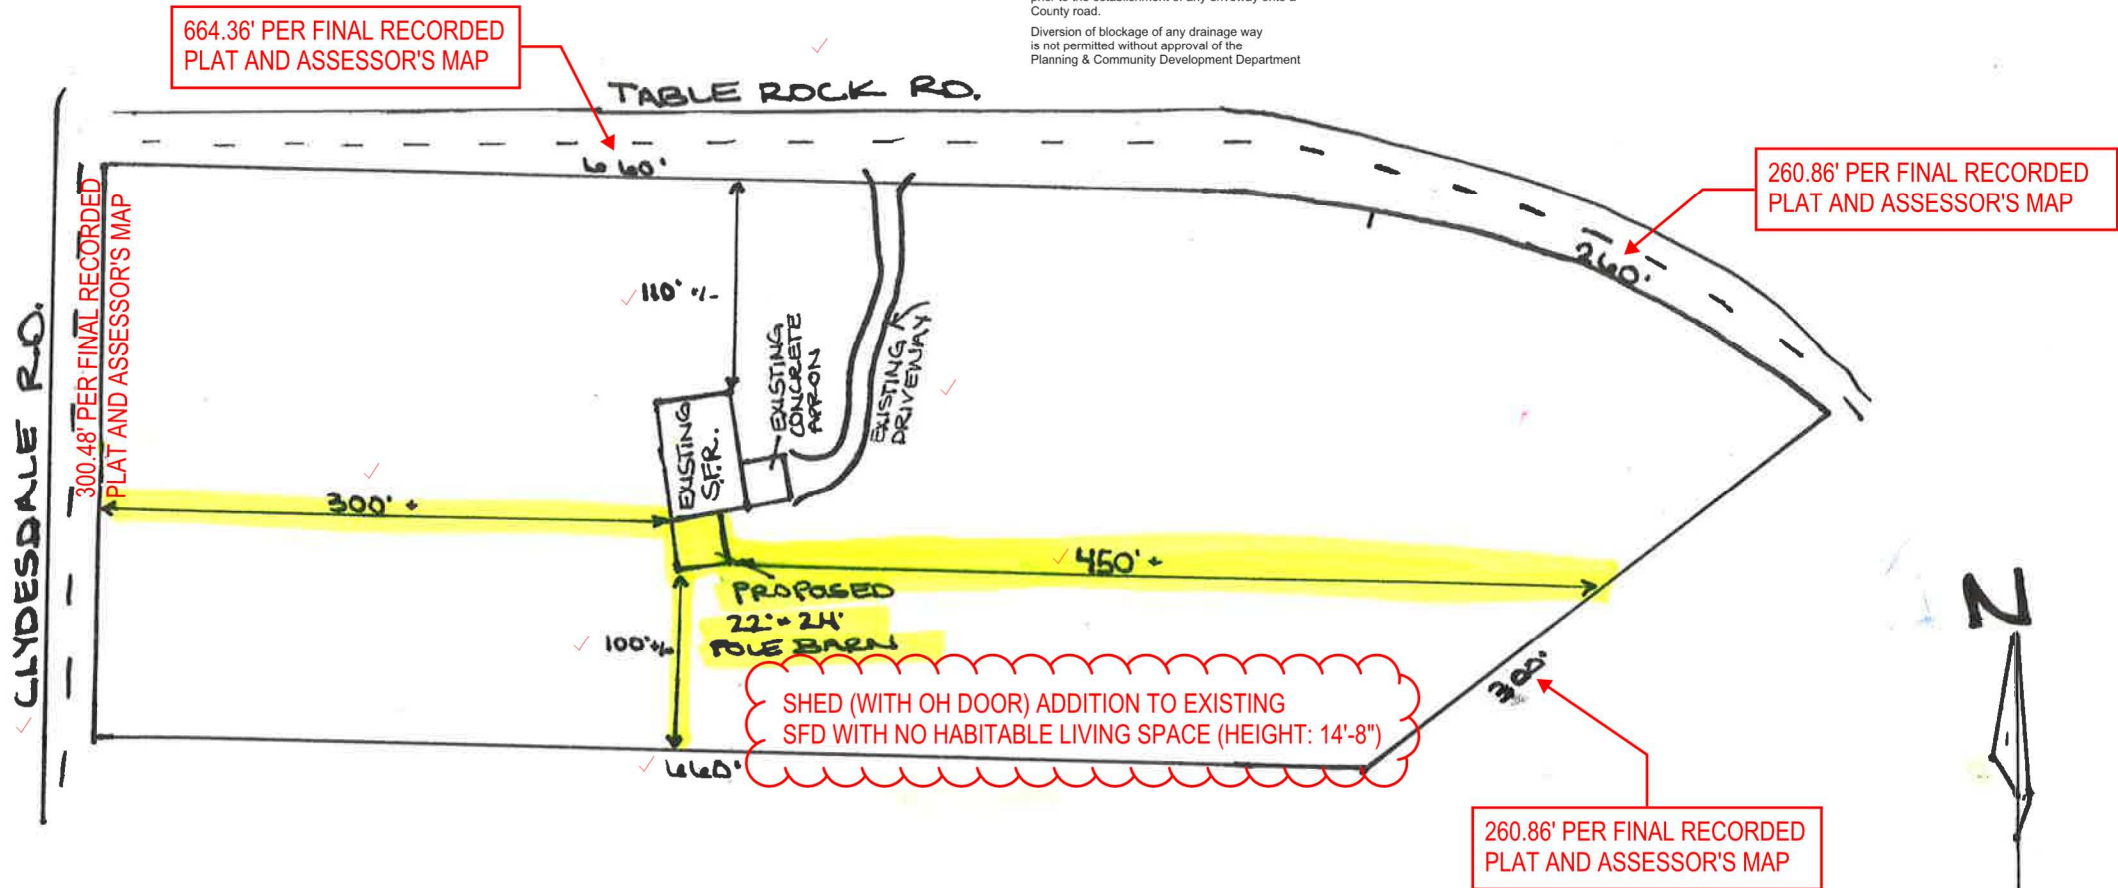 County road.
Diversion of blockage of any drainage way
is not permitted without approval of the
Planning & Community Development Department
664.36' PER FINAL RECORDED
PLAT AND ASSESSOR'S MAP
TABLE ROCK RD.
660'
260.86' PER FINAL RECORDED
PLAT AND ASSESSOR'S MAP
260'
CLYDESDALE RD.
300.48' PER FINAL RECORDED
PLAT AND ASSESSOR'S MAP
110' +/-
EXISTING
CONCRETE
APRON
EXISTING
DRIVEWAY
EXISTING
S.F.R.
300' +
450' +
PROPOSED
22' x 24'
POLE BARN
100' +/-
SHED (WITH OH DOOR) ADDITION TO EXISTING
SFD WITH NO HABITABLE LIVING SPACE (HEIGHT: 14'-8")
660'
300'
N
260.86' PER FINAL RECORDED
PLAT AND ASSESSOR'S MAP